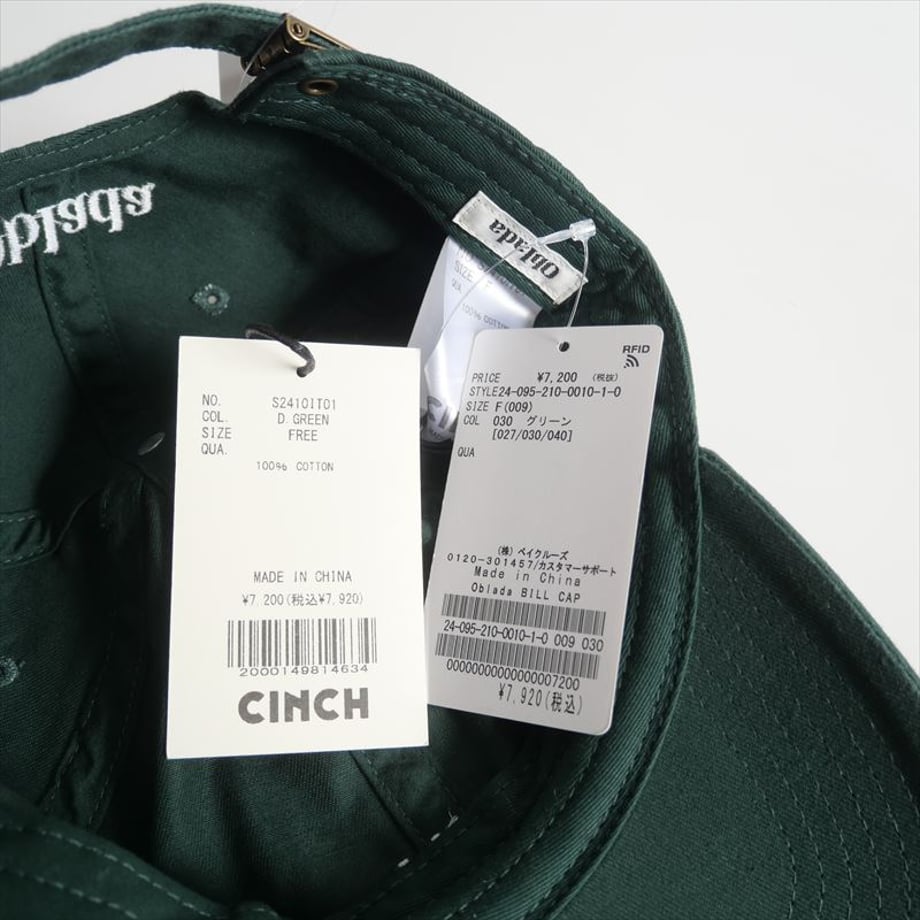 Oblada
Oblada
SIZE F
QUA
100% COTTON
NO. S2410IT01
COL. D.GREEN
SIZE FREE
QUA.
100% COTTON
MADE IN CHINA
¥7,200(税込¥7,920)
2000149814634
CINCH
RFID
PRICE ¥7,200 (税抜)
STYLE24-095-210-0010-1-0
SIZE F(009)
COL 030 グリーン
[027/030/040]
QUA
(株) ベイクルーズ
0120-301457/カスタマーサポート
Made in China
Oblada BILL CAP
24-095-210-0010-1-0 009 030
0000000000000007200
¥7,920(税込)